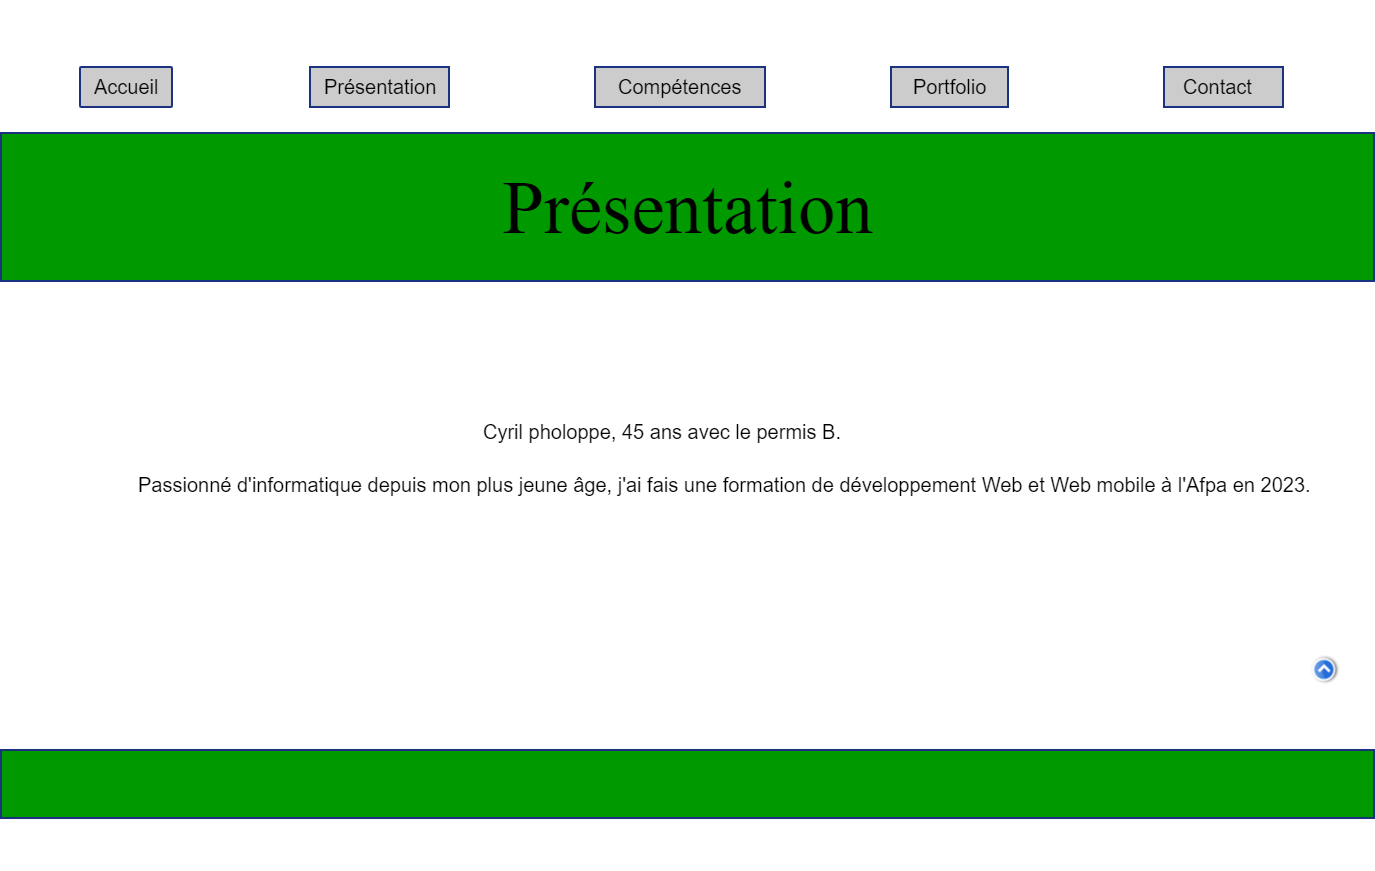 Accueil
Présentation
Compétences
Portfolio
Contact
Présentation
Cyril pholoppe, 45 ans avec le permis B.
Passionné d'informatique depuis mon plus jeune âge, j'ai fais une formation de développement Web et Web mobile à l'Afpa en 2023.